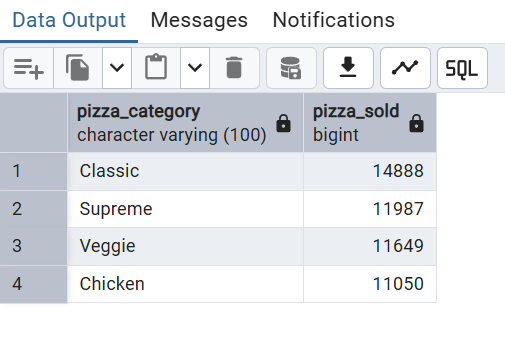 Data Output Messages Notifications
SQL
pizza_category pizza_sold
character varying (100) bigint
1 Classic 14888
2 Supreme 11987
3 Veggie 11649
4 Chicken 11050